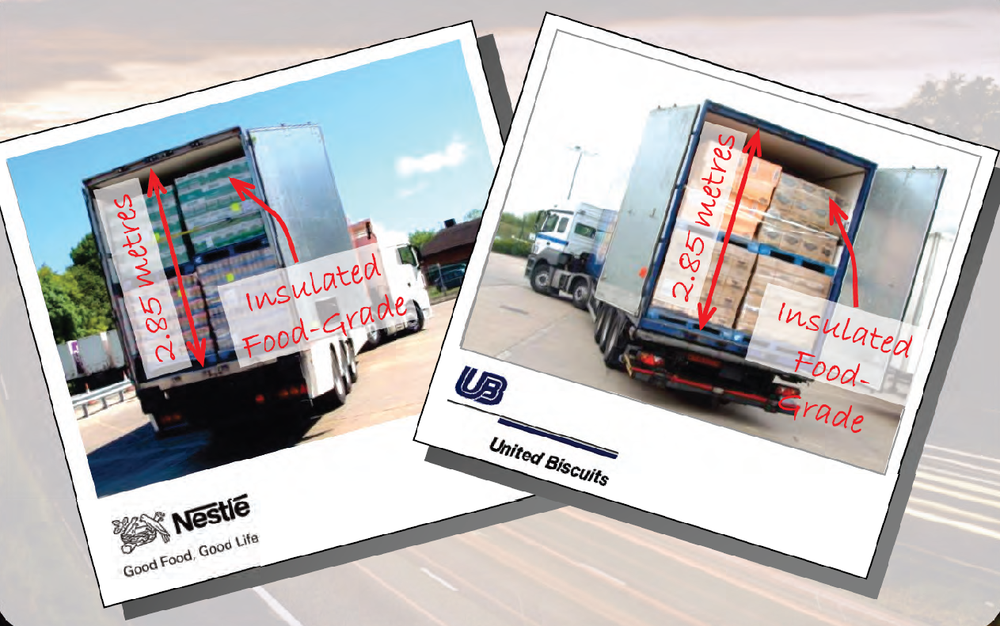 2.85 metres
Insulated
Food-Grade
Nestlé
Good Food, Good Life
2.85 metres
Insulated
Food-
Grade
UB
United Biscuits